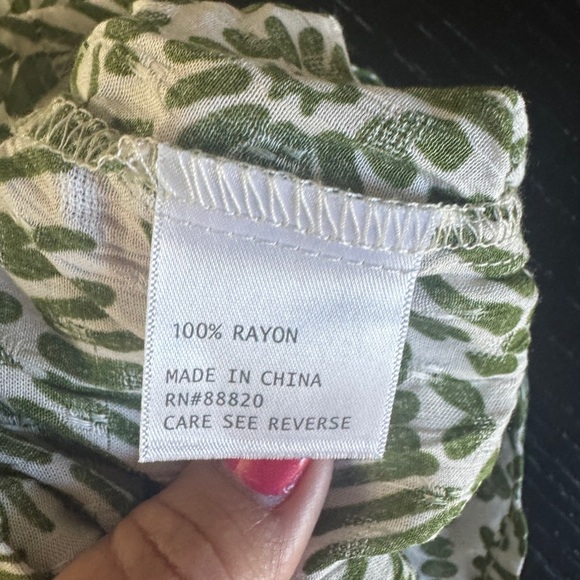 100% RAYON
MADE IN CHINA
RN#88820
CARE SEE REVERSE